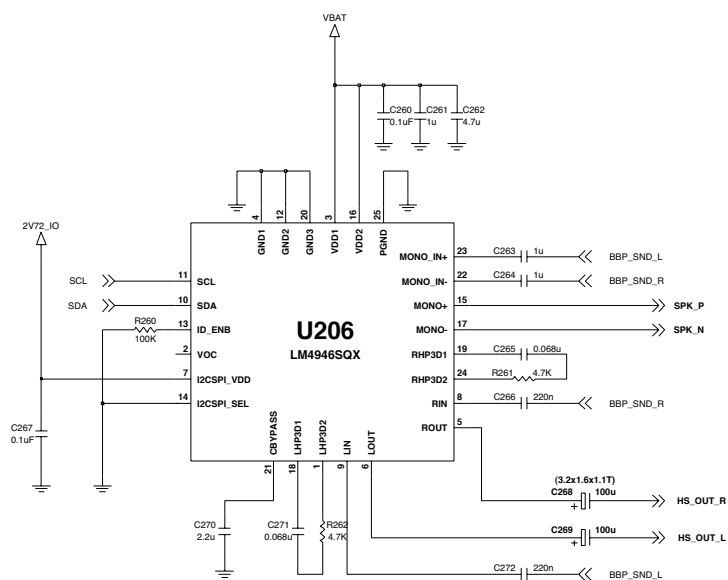 VBAT
C260
0.1uF
C261
1u
C262
4.7u
2V72_IO
4
12
20
3
16
25
GND1
GND2
GND3
VDD1
VDD2
PGND
SCL
11
SCL
SDA
10
SDA
R260
100K
13
ID_ENB
2
VOC
7
I2CSPI_VDD
14
I2CSPI_SEL
C267
0.1uF
U206
LM4946SQX
MONO_IN+
23
C263
1u
BBP_SND_L
MONO_IN-
22
C264
1u
BBP_SND_R
MONO+
15
SPK_P
MONO-
17
SPK_N
RHP3D1
19
C265
0.068u
RHP3D2
24
R261
4.7K
RIN
8
C266
220n
BBP_SND_R
ROUT
5
CBYPASS
LHP3D1
LHP3D2
LIN
LOUT
21
18
1
9
6
(3.2x1.6x1.1T)
C268
100u
+
HS_OUT_R
C269
100u
+
HS_OUT_L
C270
2.2u
C271
0.068u
R262
4.7K
C272
220n
BBP_SND_L